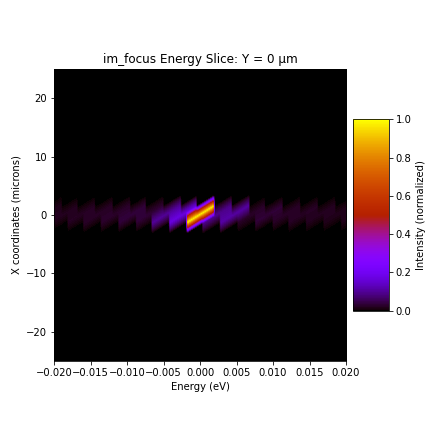 im_focus Energy Slice: Y = 0 μm
20
10
0
−10
−20
X coordinates (microns)
−0.020 −0.015 −0.010 −0.005 0.000 0.005 0.010 0.015 0.020
Energy (eV)
1.0
0.8
0.6
0.4
0.2
0.0
Intensity (normalized)